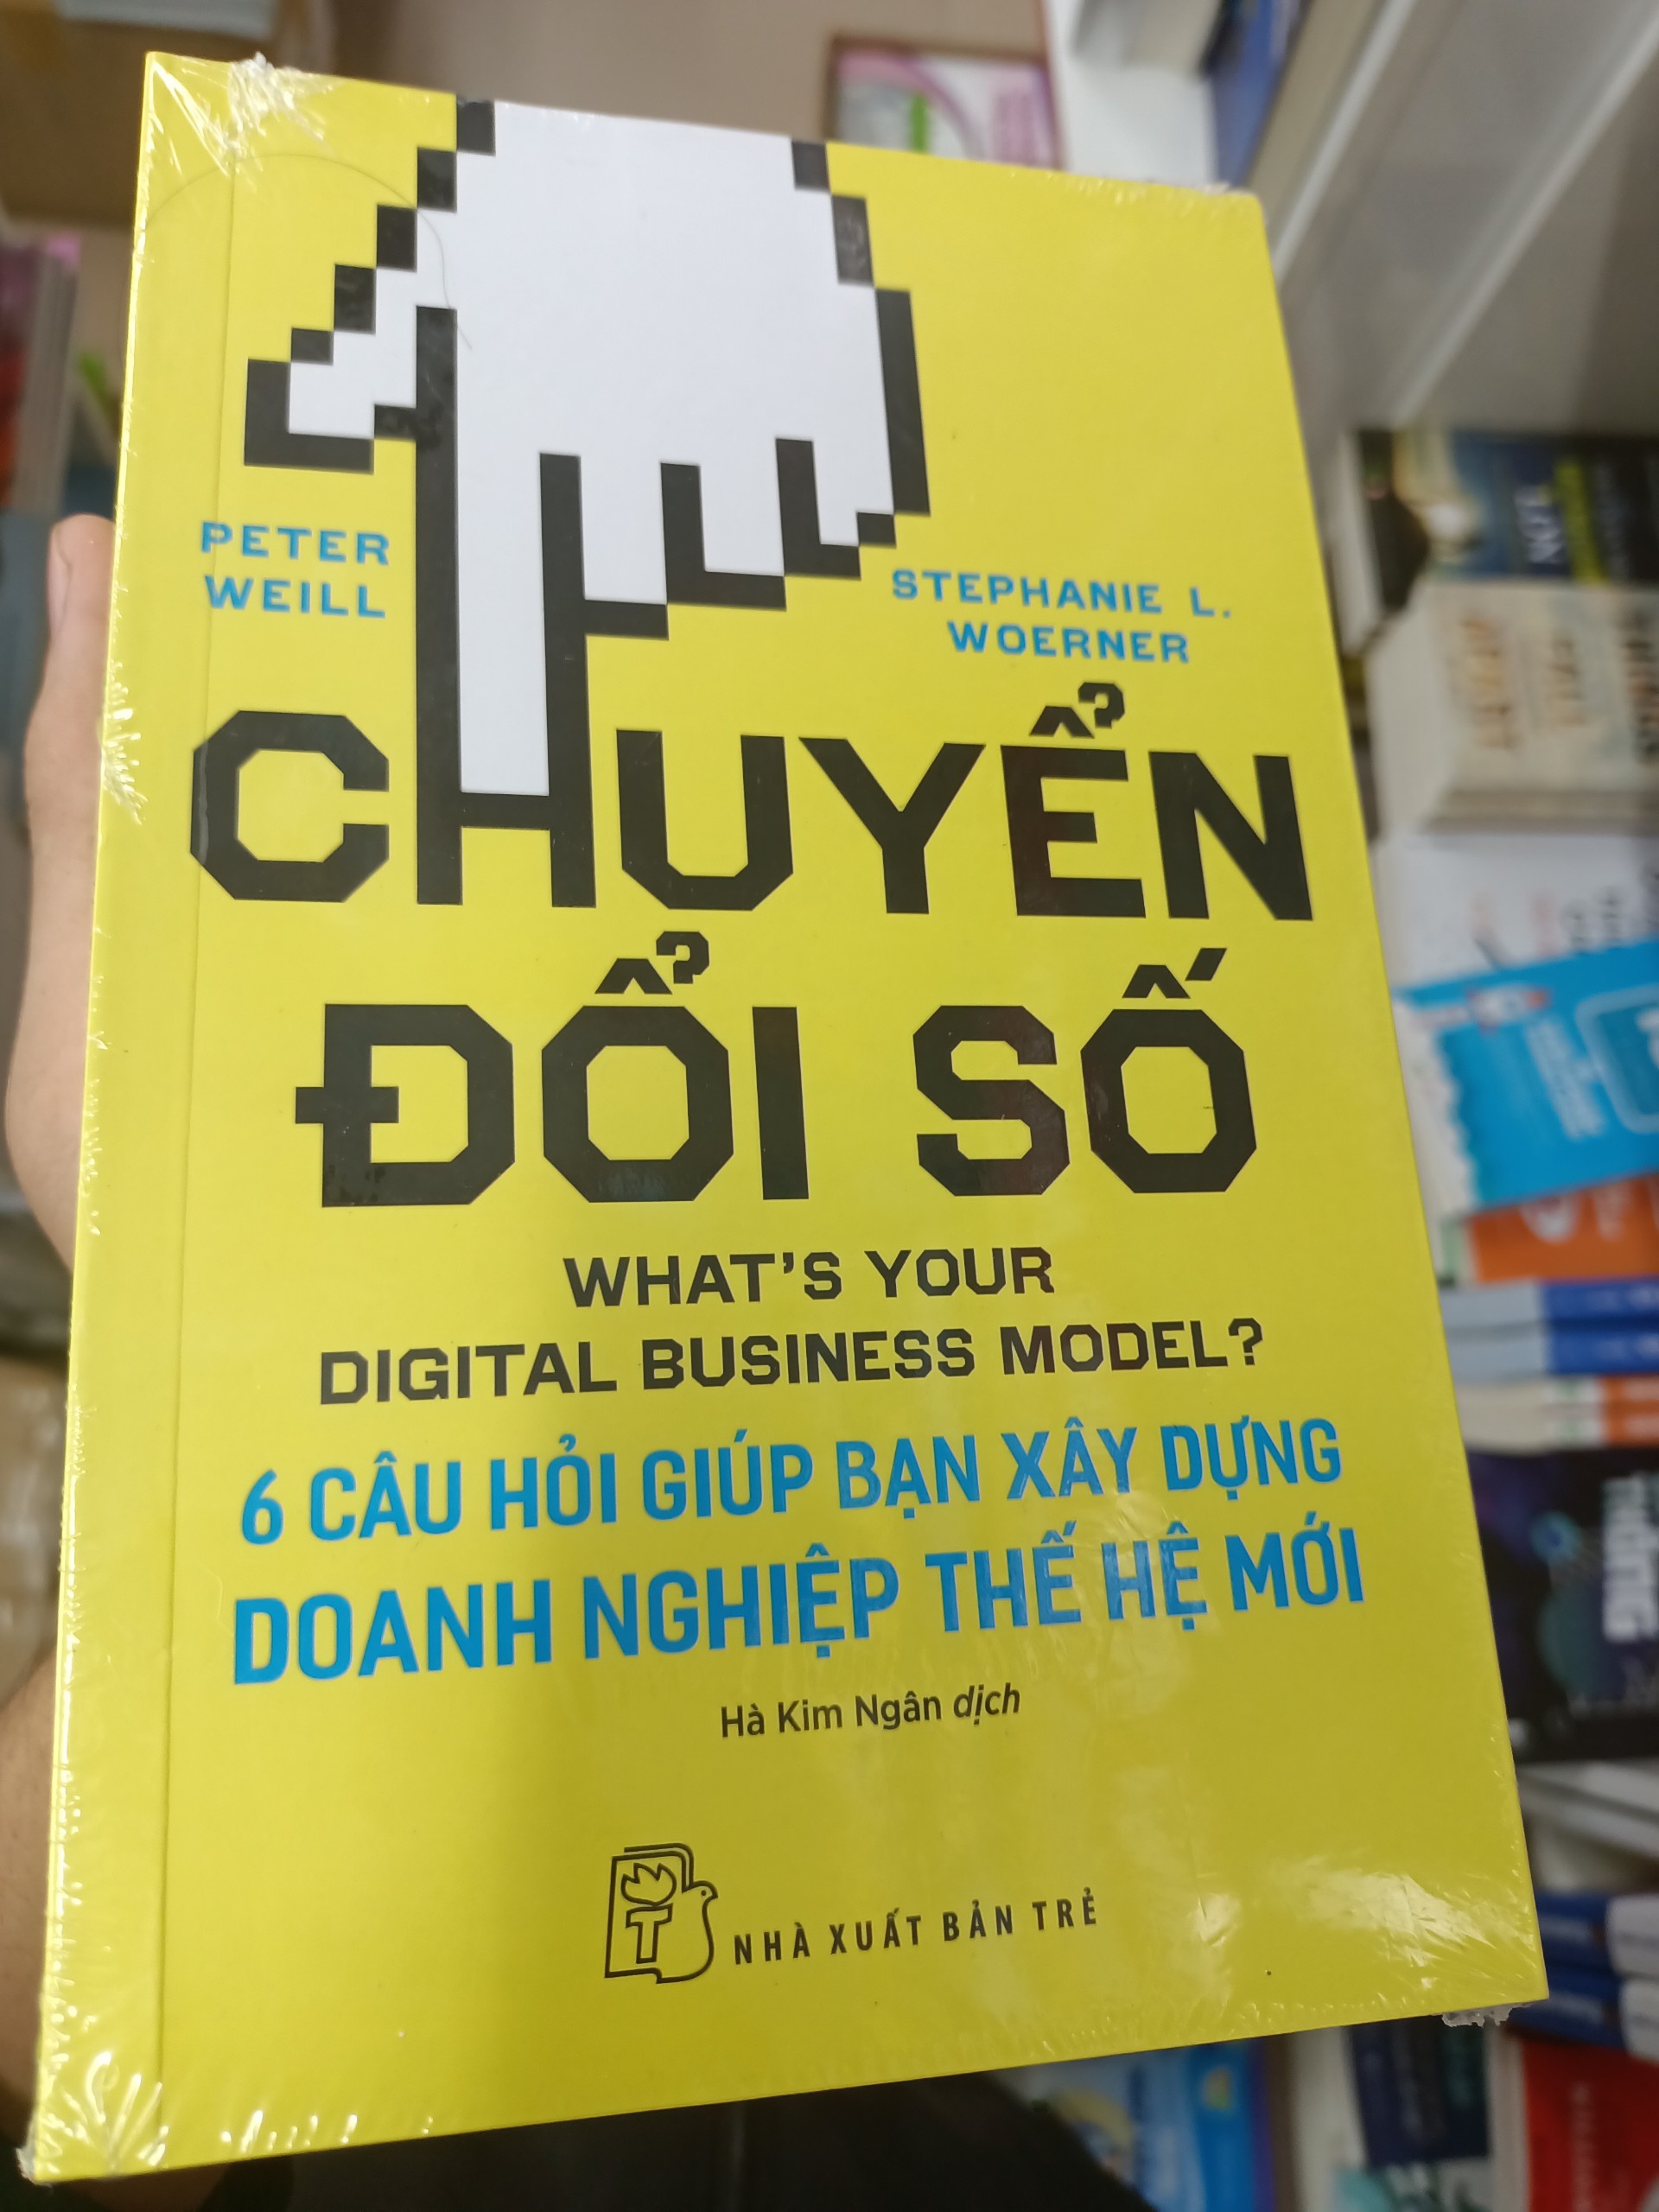 PETER
WEILL
STEPHANIE L.
WOERNER
CHUYỂN
ĐỔI SỐ
WHAT'S YOUR
DIGITAL BUSINESS MODEL?
6 CÂU HỎI GIÚP BẠN XÂY DỰNG
DOANH NGHIỆP THẾ HỆ MỚI
Hà Kim Ngân dịch
T
NHÀ XUẤT BẢN TRẺ